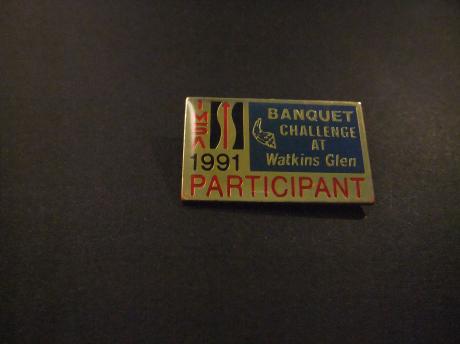 IMSA
1991
BANQUET
CHALLENGE
AT
Watkins Glen
PARTICIPANT